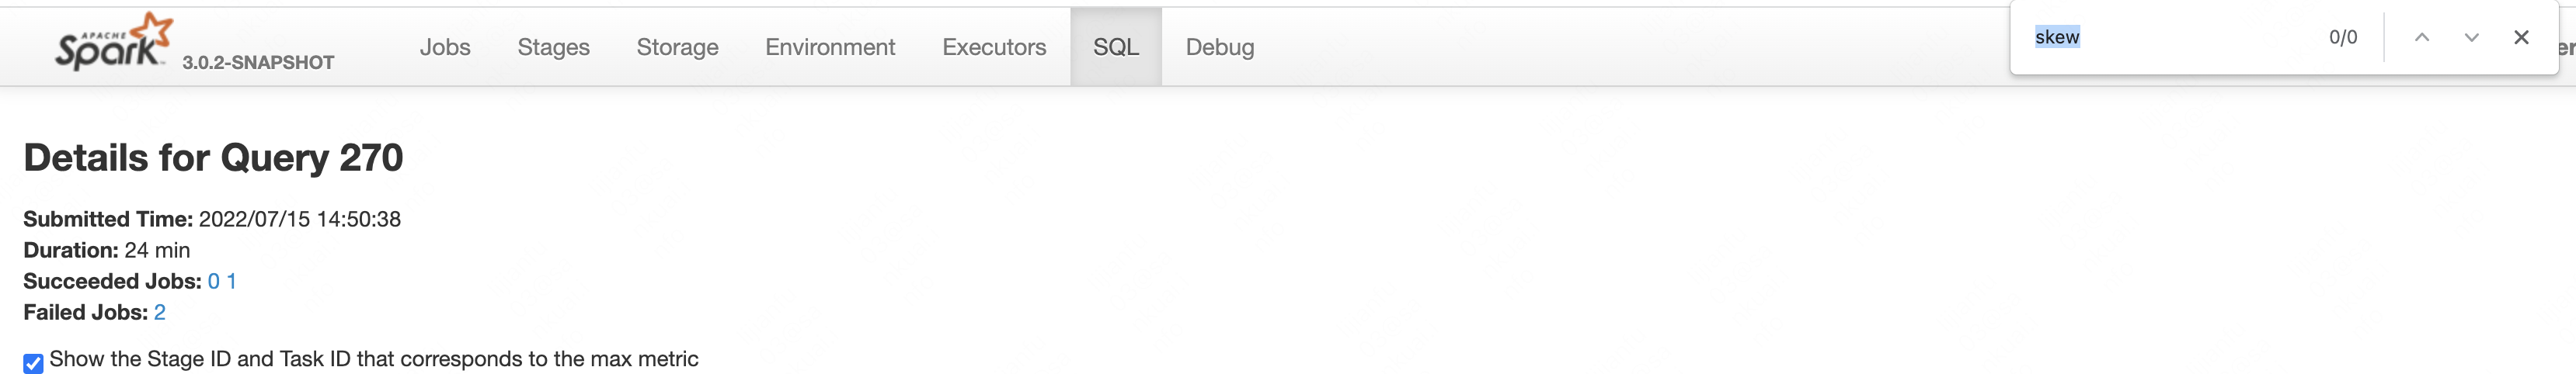 APACHE
Spark 3.0.2-SNAPSHOT Jobs Stages Storage Environment Executors SQL Debug skew 0/0
Details for Query 270
Submitted Time: 2022/07/15 14:50:38
Duration: 24 min
Succeeded Jobs: 0 1
Failed Jobs: 2
Show the Stage ID and Task ID that corresponds to the max metric